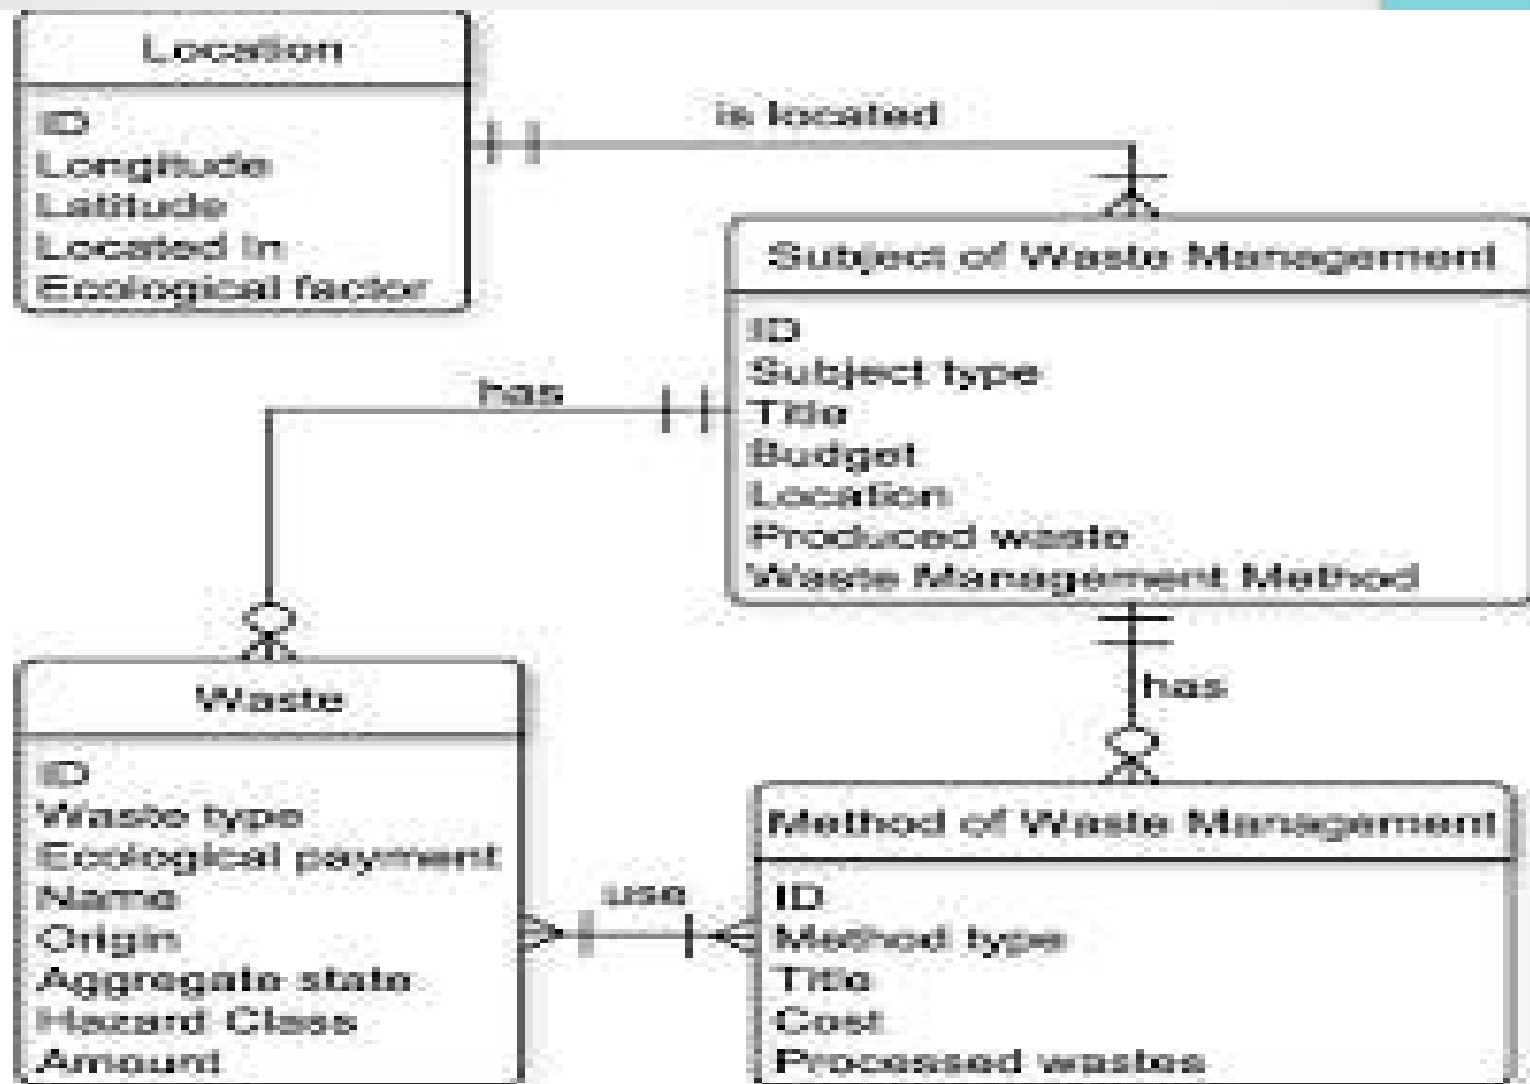 Location
ID
Longitude
Latitude
Located In
Ecological factor
is located
Subject of Waste Management
ID
Subject type
Title
Budget
Location
Produced waste
Waste Management Method
has
has
Waste
ID
Waste type
Ecological payment
Name
Origin
Aggregate state
Hazard Class
Amount
use
Method of Waste Management
ID
Method type
Title
Cost
Processed wastes